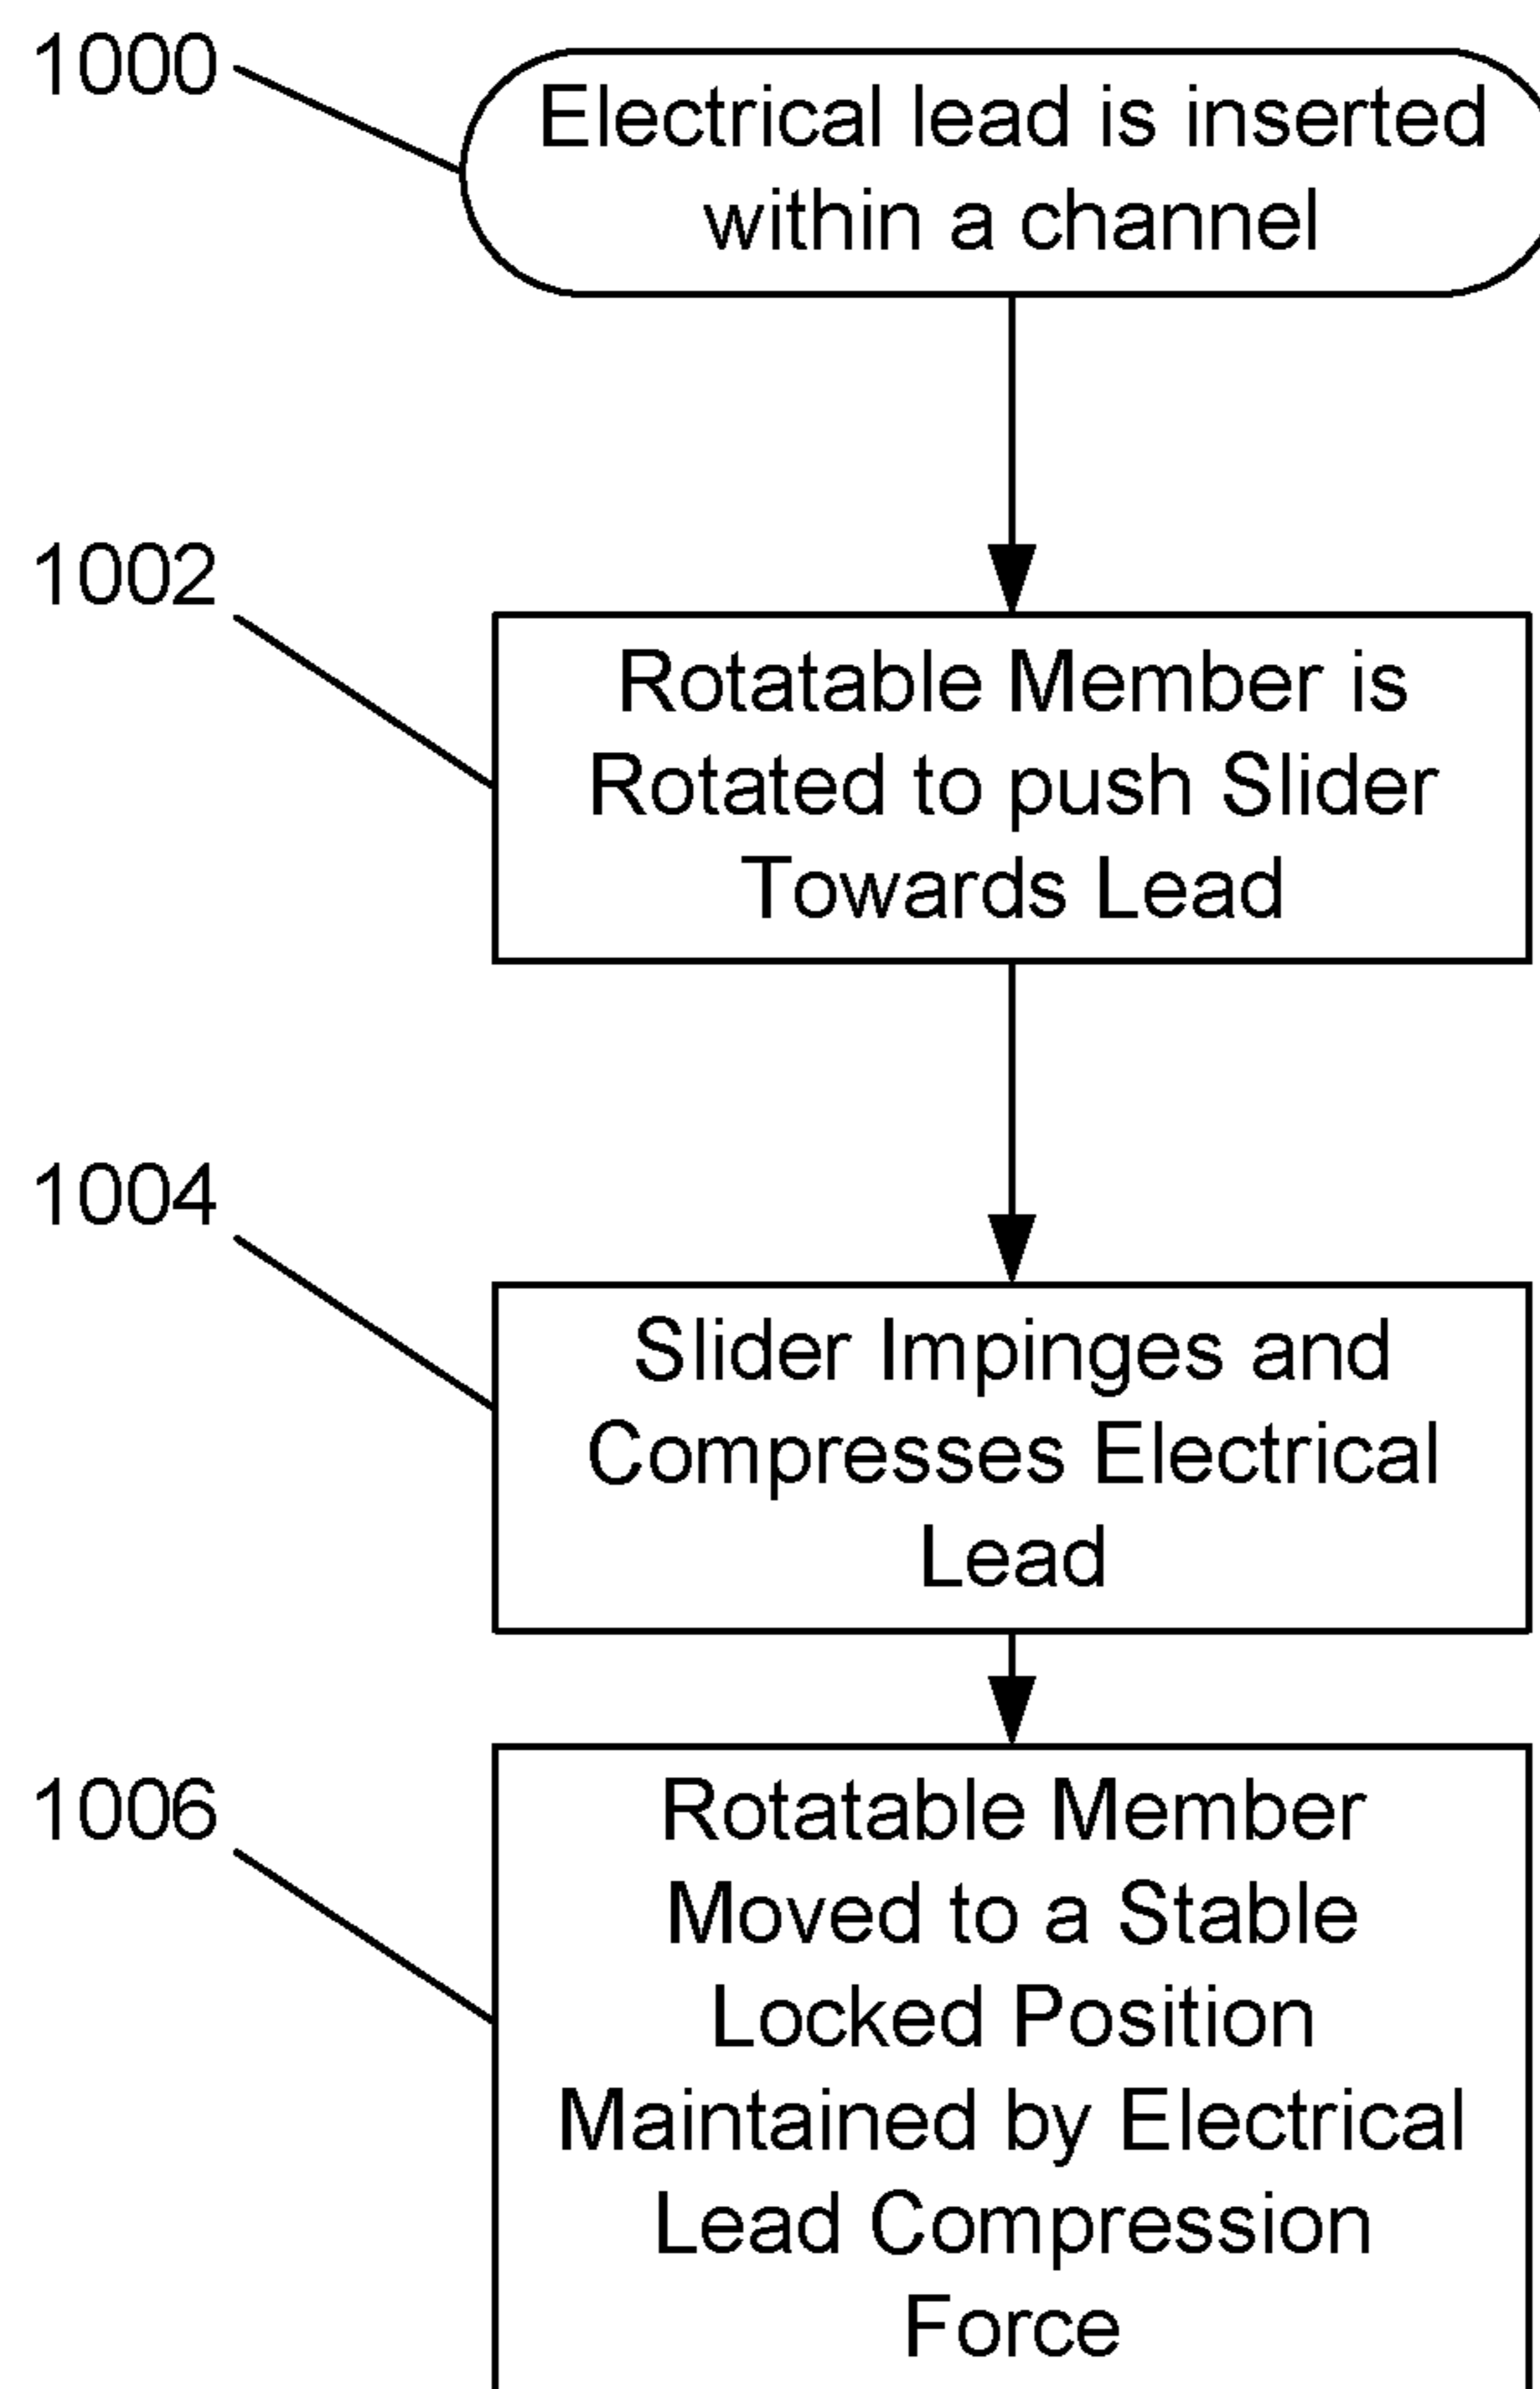 1000
Electrical lead is inserted
within a channel
1002
Rotatable Member is
Rotated to push Slider
Towards Lead
1004
Slider Impinges and
Compresses Electrical
Lead
1006
Rotatable Member
Moved to a Stable
Locked Position
Maintained by Electrical
Lead Compression
Force